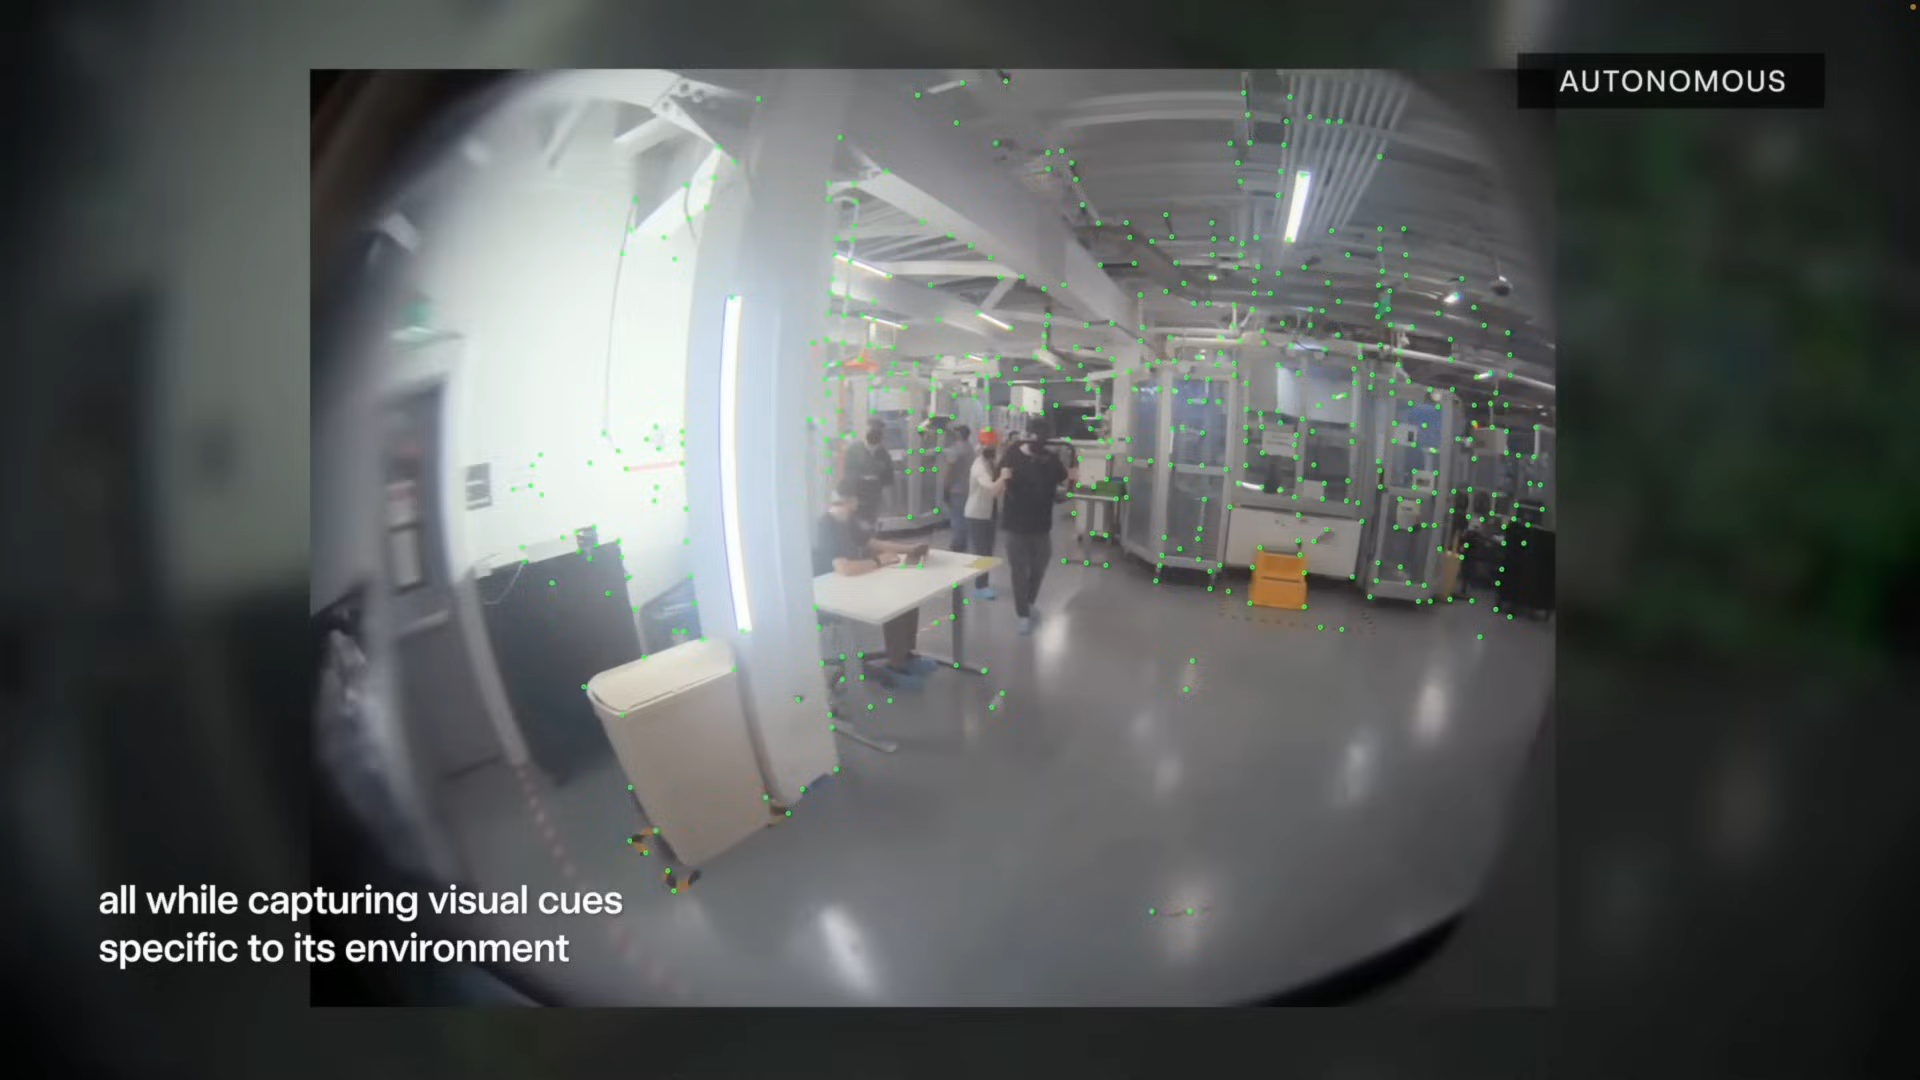 AUTONOMOUS
all while capturing visual cues
specific to its environment